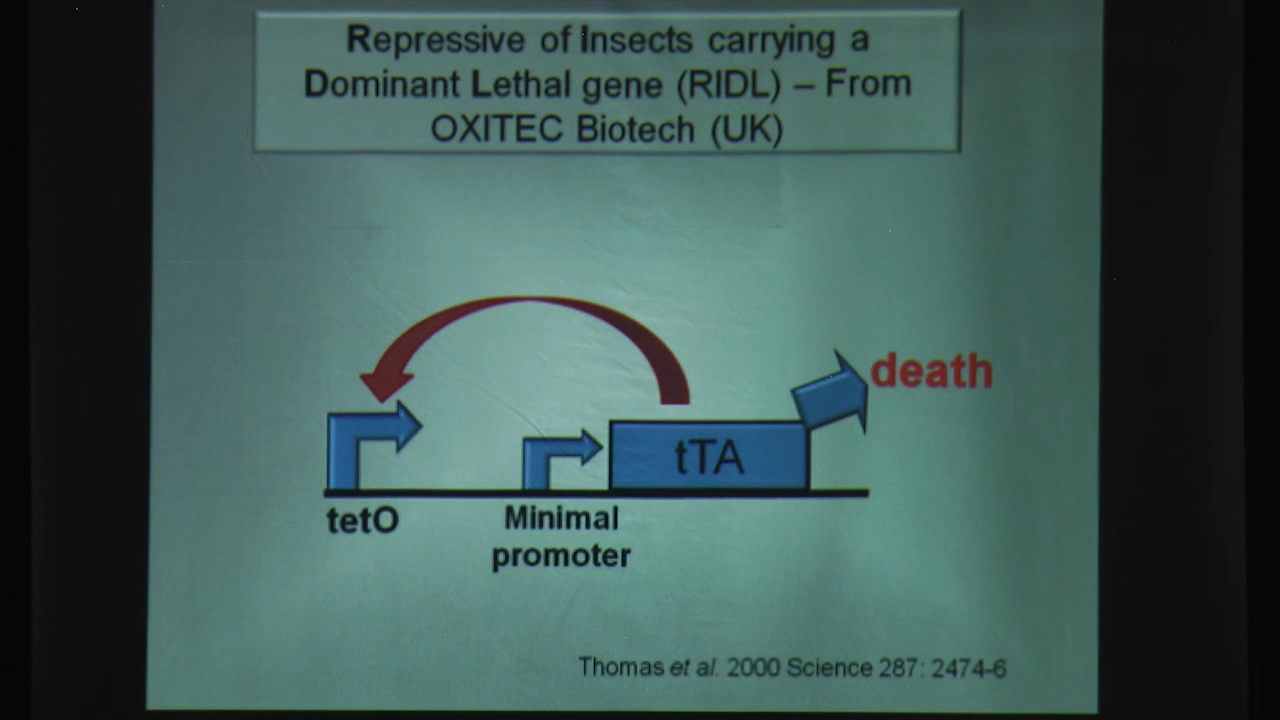 Repressive of Insects carrying a
Dominant Lethal gene (RIDL) – From
OXITEC Biotech (UK)
death
tTA
tetO
Minimal
promoter
Thomas et al. 2000 Science 287: 2474-6